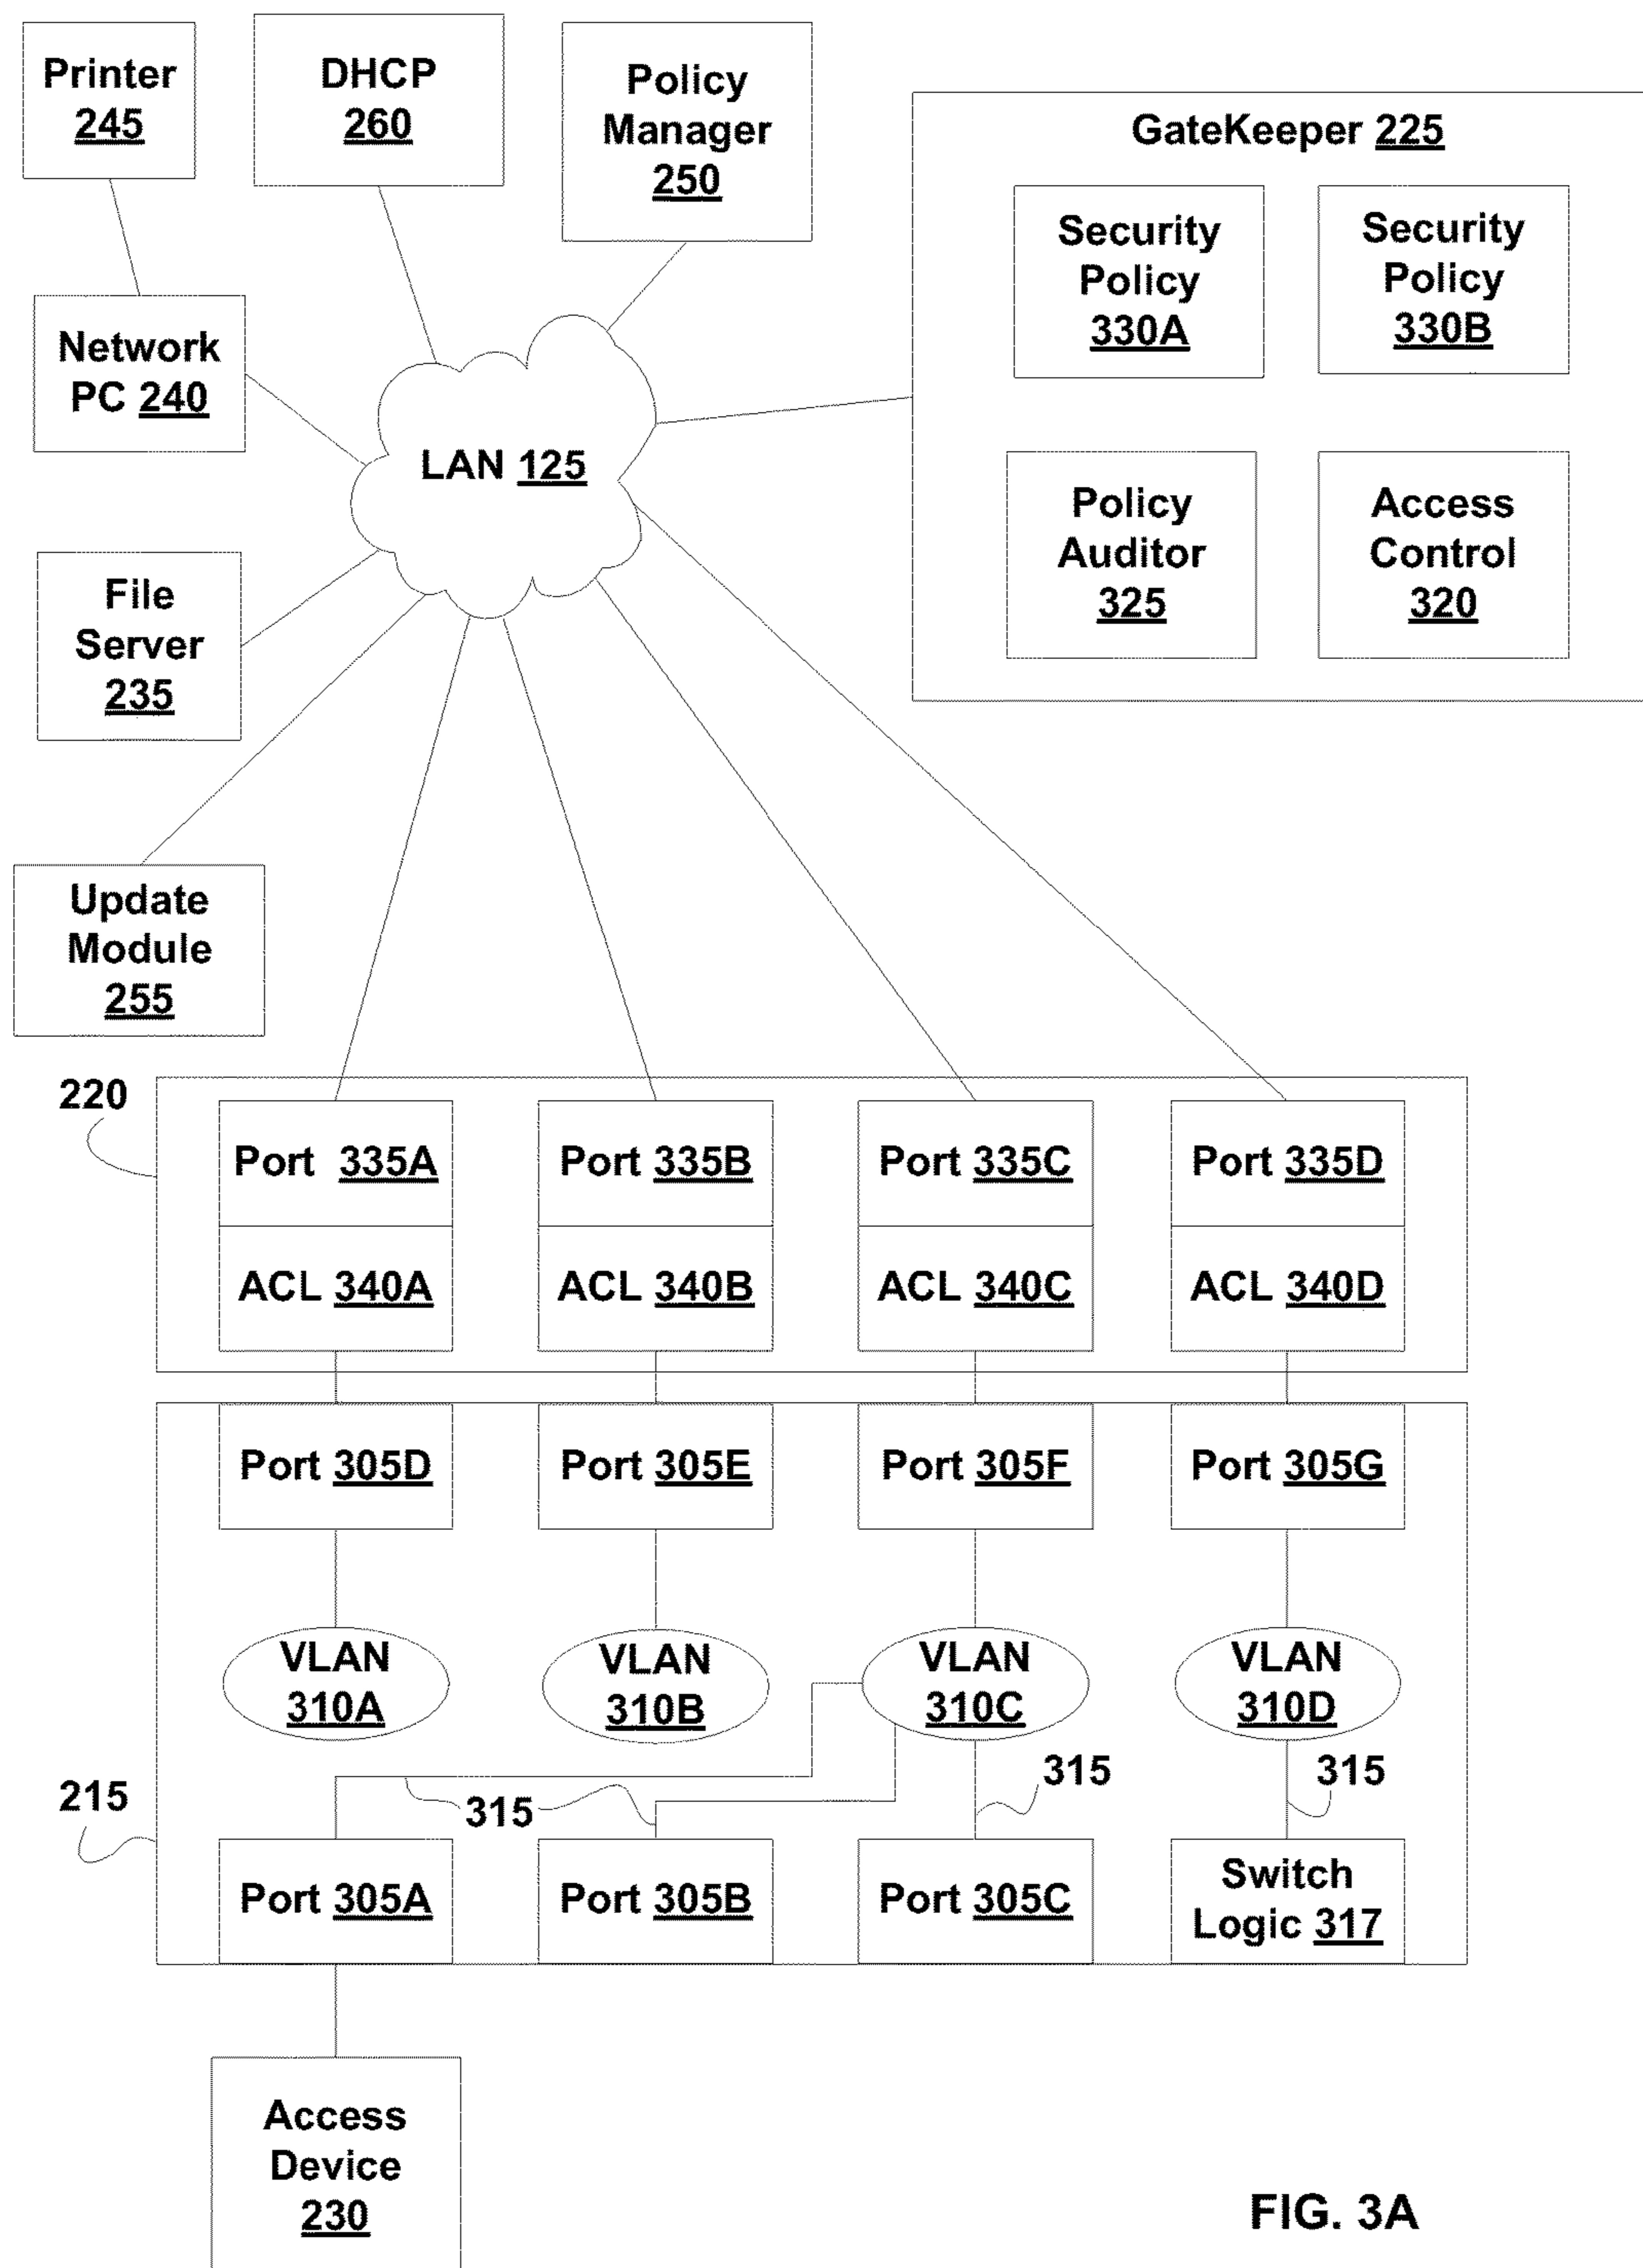 Printer
245
DHCP
260
Policy
Manager
250
GateKeeper 225
Security
Policy
330A
Security
Policy
330B
Network
PC 240
LAN 125
Policy
Auditor
325
Access
Control
320
File
Server
235
Update
Module
255
220
Port 335A
Port 335B
Port 335C
Port 335D
ACL 340A
ACL 340B
ACL 340C
ACL 340D
Port 305D
Port 305E
Port 305F
Port 305G
VLAN
310A
VLAN
310B
VLAN
310C
VLAN
310D
215
315
315
315
Port 305A
Port 305B
Port 305C
Switch
Logic 317
Access
Device
230
FIG. 3A